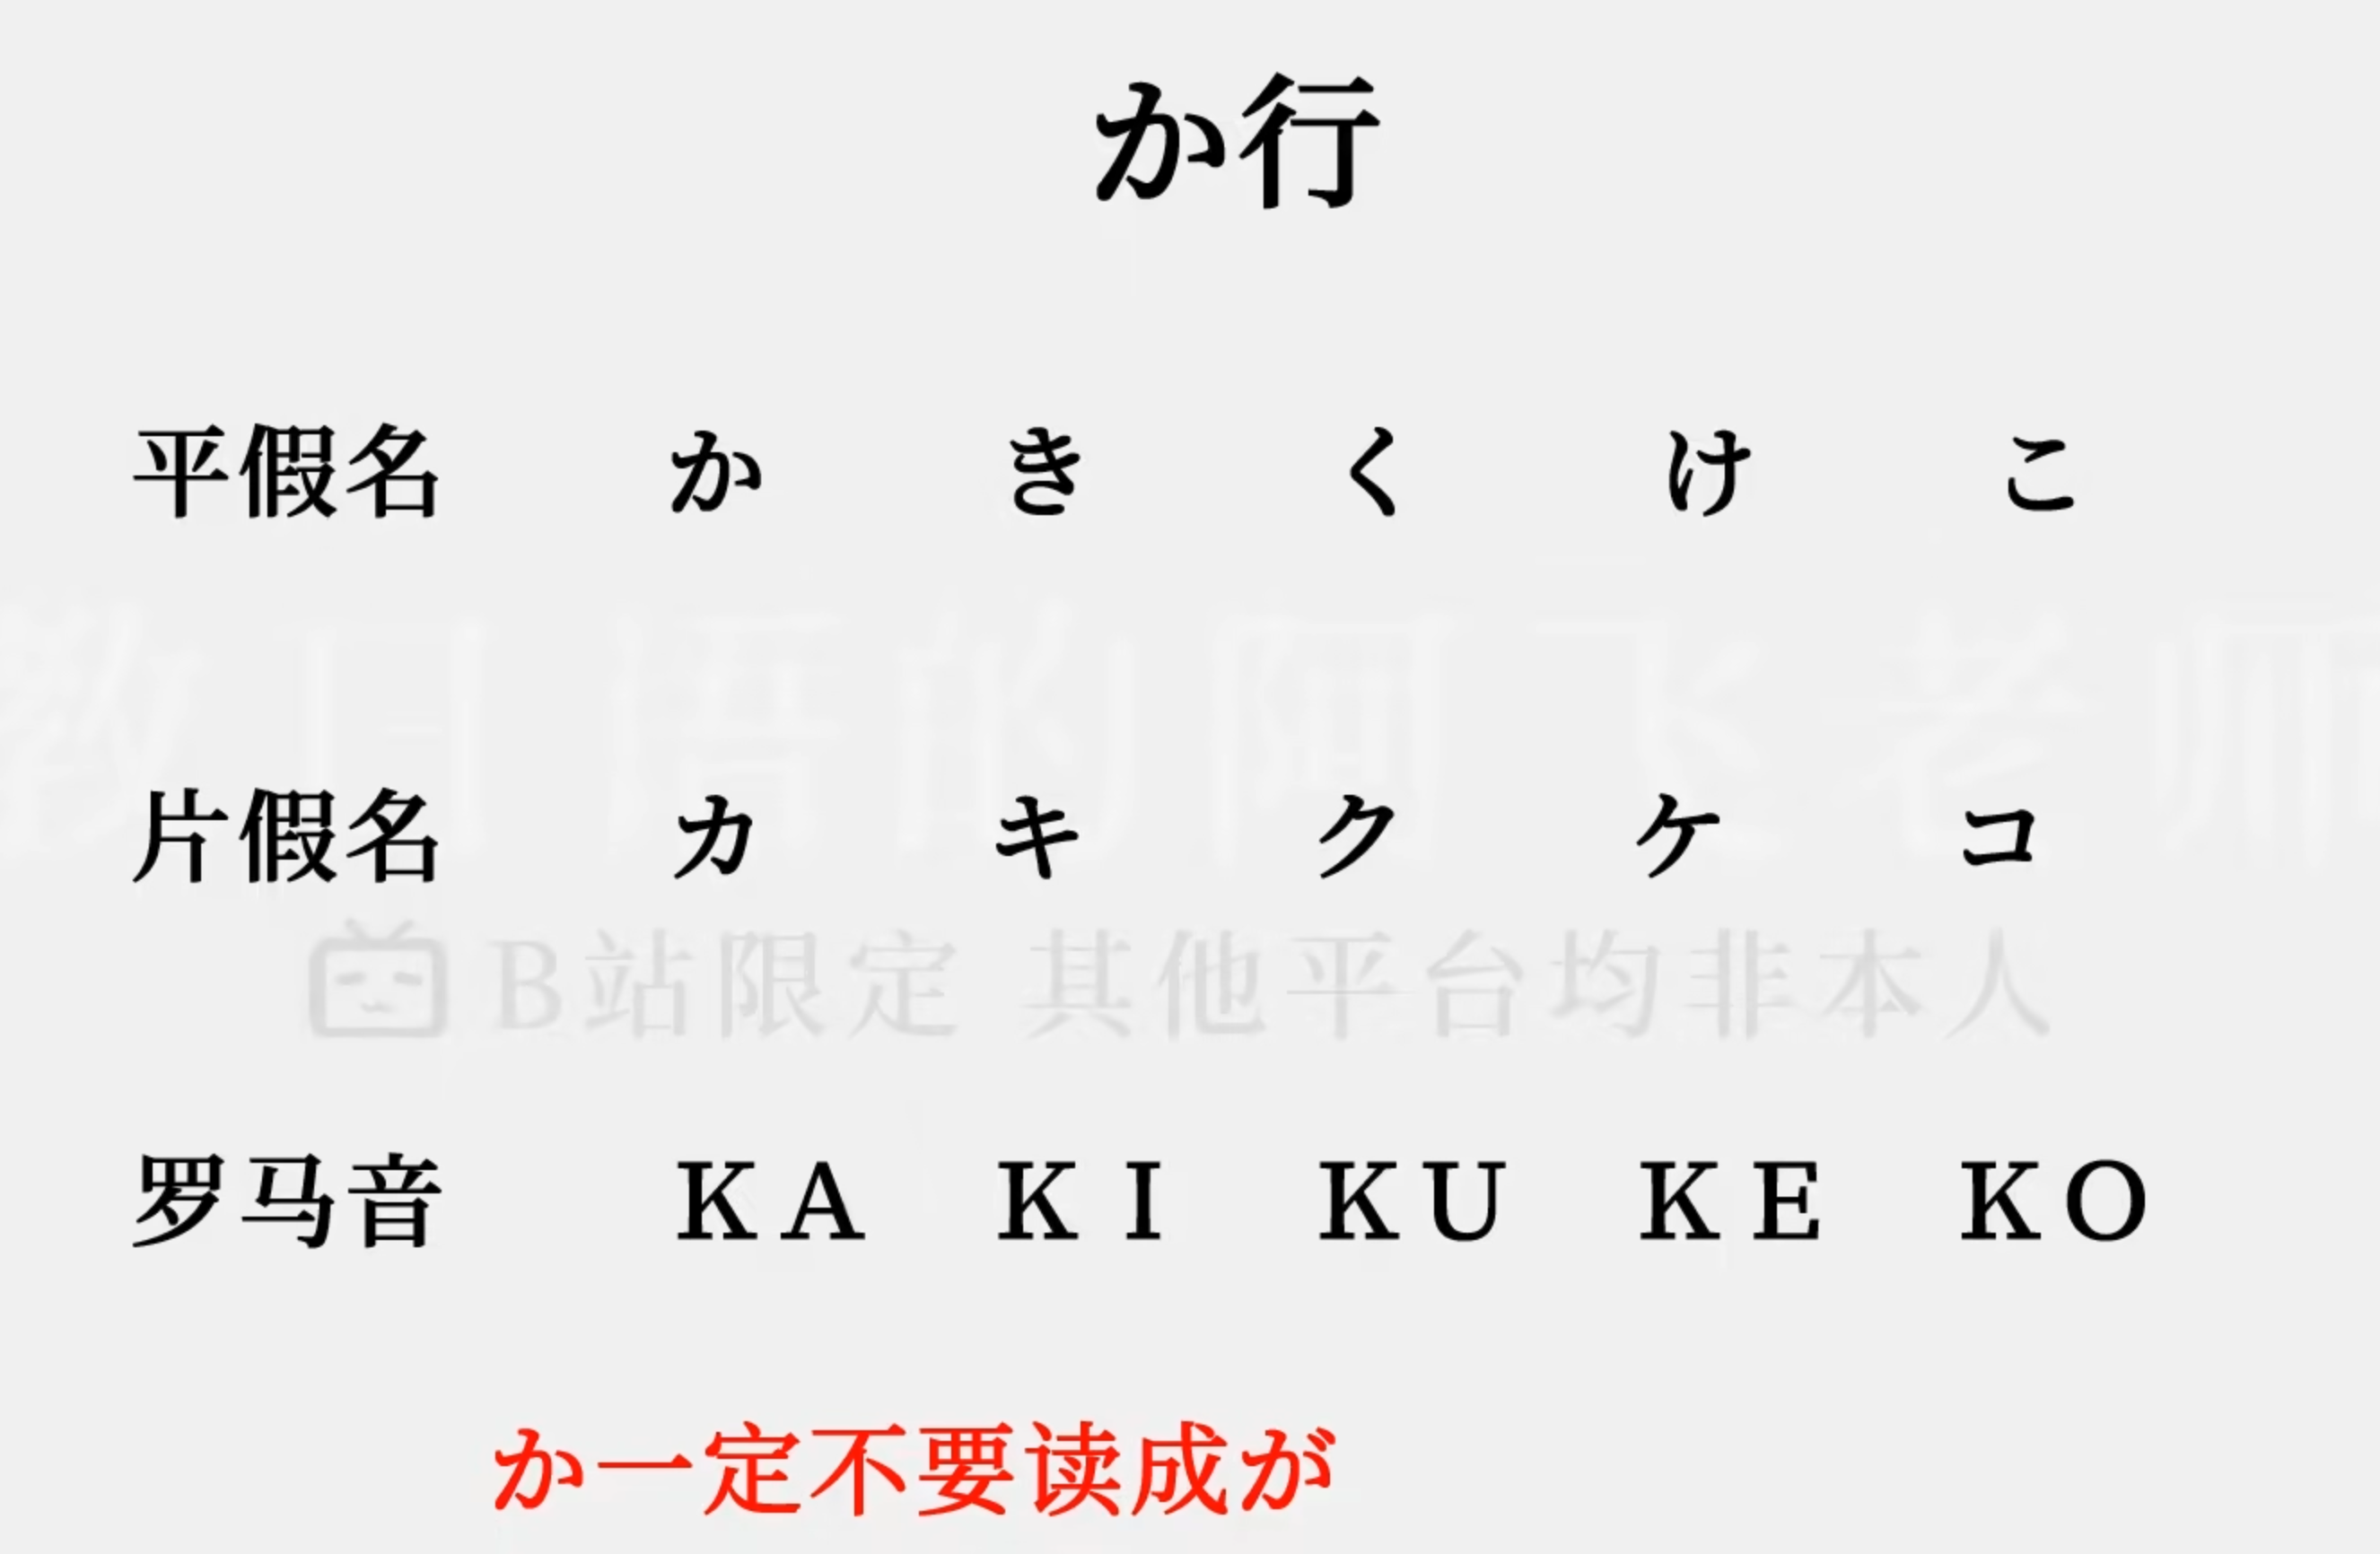 か行
平假名 か き く け こ
教日语的阿飞老师
片假名 カ キ ク ケ コ
B站限定 其他平台均非本人
罗马音 KA KI KU KE KO
か一定不要读成が